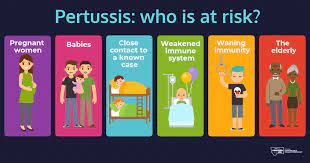 Pertussis: who is at risk?
Pregnant
women
Babies
Close
contact to
a known
case
Weakened
immune
system
Waning
immunity
The
elderly